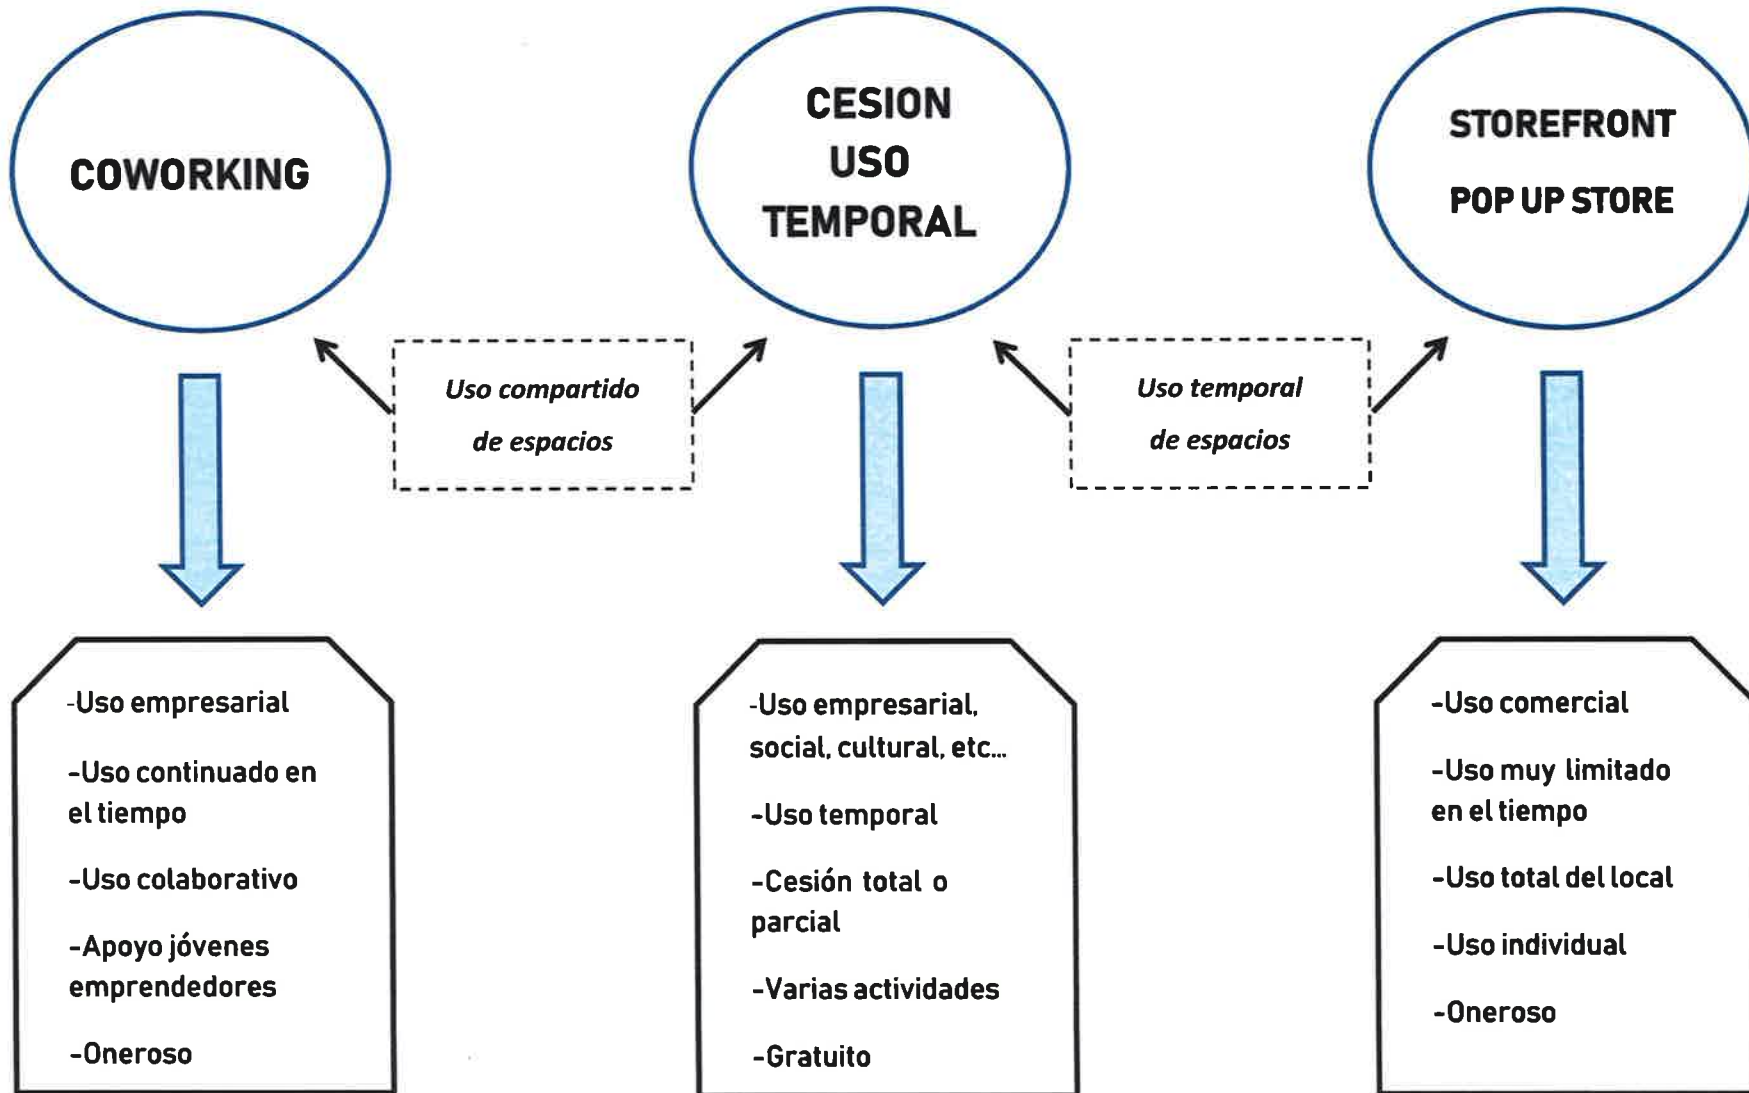 COWORKING
CESION
USO
TEMPORAL
STOREFRONT
POP UP STORE
Uso compartido
de espacios
Uso temporal
de espacios
-Uso empresarial
-Uso continuado en
el tiempo
-Uso colaborativo
-Apoyo jóvenes
emprendedores
-Oneroso
-Uso empresarial,
social, cultural, etc...
-Uso temporal
-Cesión total o
parcial
-Varias actividades
-Gratuito
-Uso comercial
-Uso muy limitado
en el tiempo
-Uso total del local
-Uso individual
-Oneroso